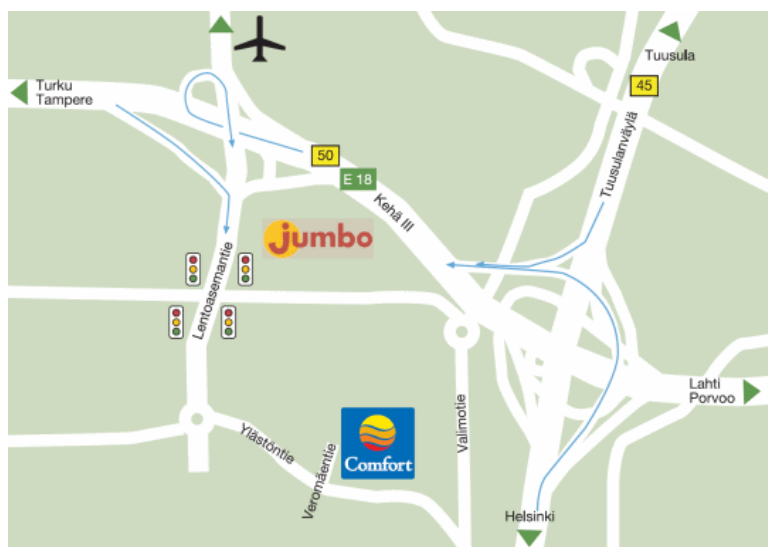 Tuusula
45
Turku
Tampere
Tuusulanväylä
50
E 18
Kehä III
jumbo
Lentoasemantie
Lahti
Porvoo
Valimotie
Ylästöntie
Veromäentie
Comfort
Helsinki